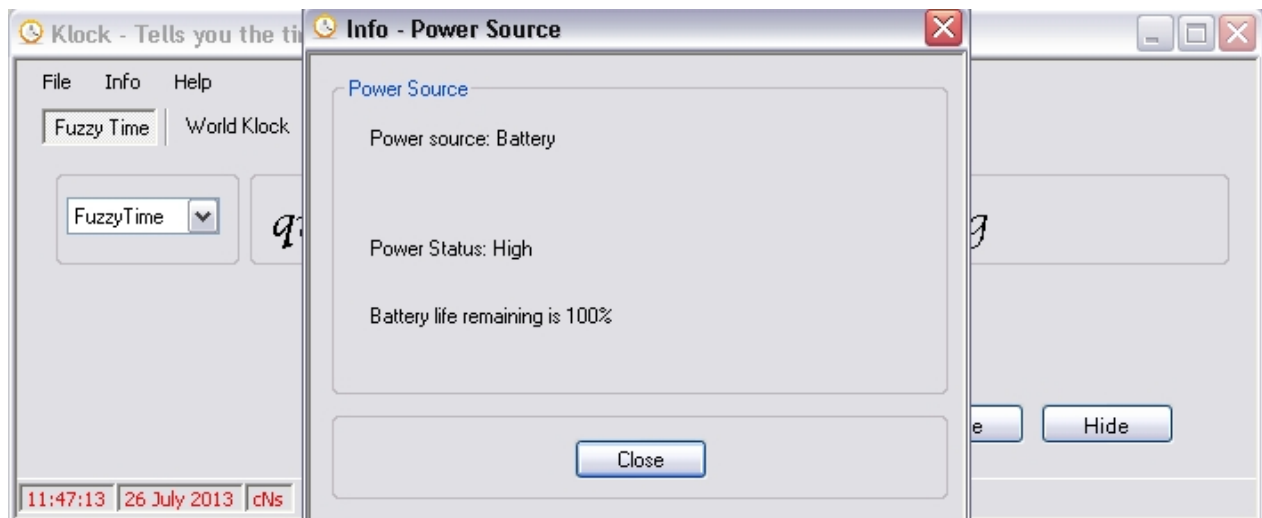 Klock - Tells you the
Info - Power Source
File Info Help
Fuzzy Time World Klock
Power Source
Power source: Battery
FuzzyTime
Power Status: High
Battery life remaining is 100%
Hide
Close
11:47:13 26 July 2013 cNs